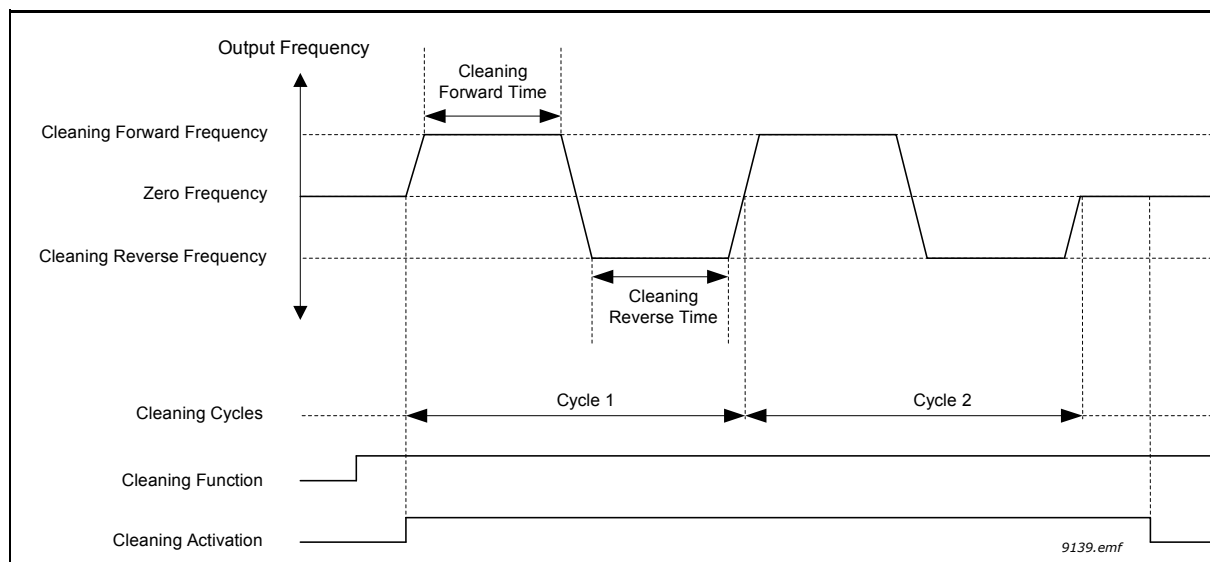 Output Frequency
Cleaning
Forward Time
Cleaning Forward Frequency
Zero Frequency
Cleaning Reverse Frequency
Cleaning
Reverse Time
Cleaning Cycles
Cycle 1
Cycle 2
Cleaning Function
Cleaning Activation
9139.emf